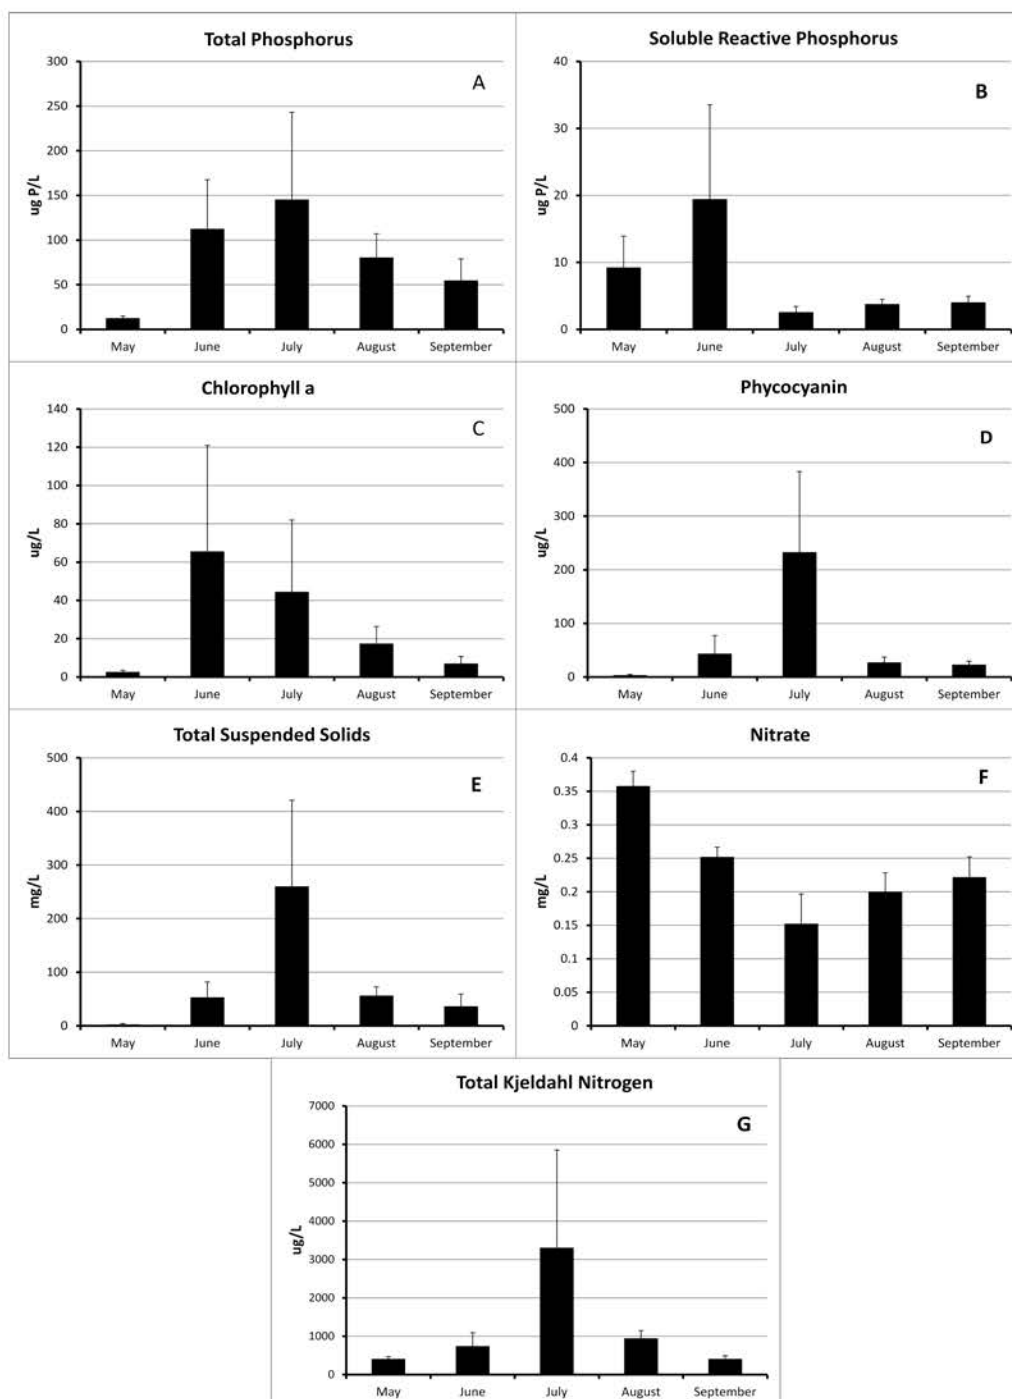 Total Phosphorus
A
ug P/L
300
250
200
150
100
50
0
May June July August September
Soluble Reactive Phosphorus
B
ug P/L
40
30
20
10
0
May June July August September
Chlorophyll a
C
ug/L
140
120
100
80
60
40
20
0
May June July August September
Phycocyanin
D
ug/L
500
400
300
200
100
0
May June July August September
Total Suspended Solids
E
mg/L
500
400
300
200
100
0
May June July August September
Nitrate
F
mg/L
0.4
0.35
0.3
0.25
0.2
0.15
0.1
0.05
0
May June July August September
Total Kjeldahl Nitrogen
G
ug/L
7000
6000
5000
4000
3000
2000
1000
0
May June July August September